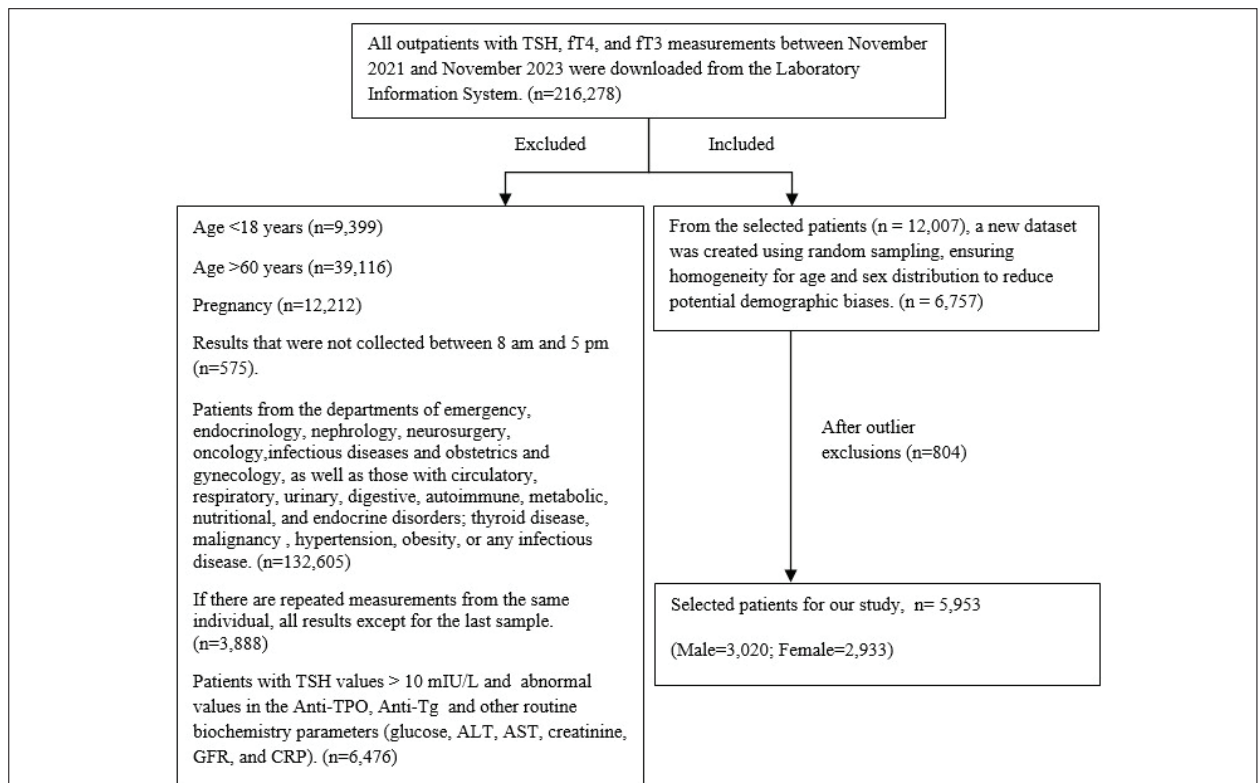 All outpatients with TSH, fT4, and fT3 measurements between November
2021 and November 2023 were downloaded from the Laboratory
Information System. (n=216,278)
Excluded
Included
Age <18 years (n=9,399)
Age >60 years (n=39,116)
Pregnancy (n=12,212)
Results that were not collected between 8 am and 5 pm
(n=575).
Patients from the departments of emergency,
endocrinology, nephrology, neurosurgery,
oncology,infectious diseases and obstetrics and
gynecology, as well as those with circulatory,
respiratory, urinary, digestive, autoimmune, metabolic,
nutritional, and endocrine disorders; thyroid disease,
malignancy , hypertension, obesity, or any infectious
disease. (n=132,605)
If there are repeated measurements from the same
individual, all results except for the last sample.
(n=3,888)
Patients with TSH values > 10 mIU/L and abnormal
values in the Anti-TPO, Anti-Tg and other routine
biochemistry parameters (glucose, ALT, AST, creatinine,
GFR, and CRP). (n=6,476)
From the selected patients (n = 12,007), a new dataset
was created using random sampling, ensuring
homogeneity for age and sex distribution to reduce
potential demographic biases. (n = 6,757)
After outlier
exclusions (n=804)
Selected patients for our study, n= 5,953
(Male=3,020; Female=2,933)